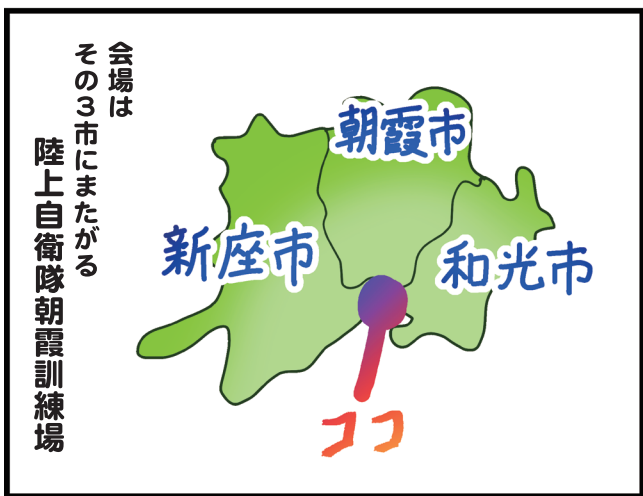 会場は
その3市にまたがる
陸上自衛隊朝霞訓練場
朝霞市
新座市
和光市
ココ